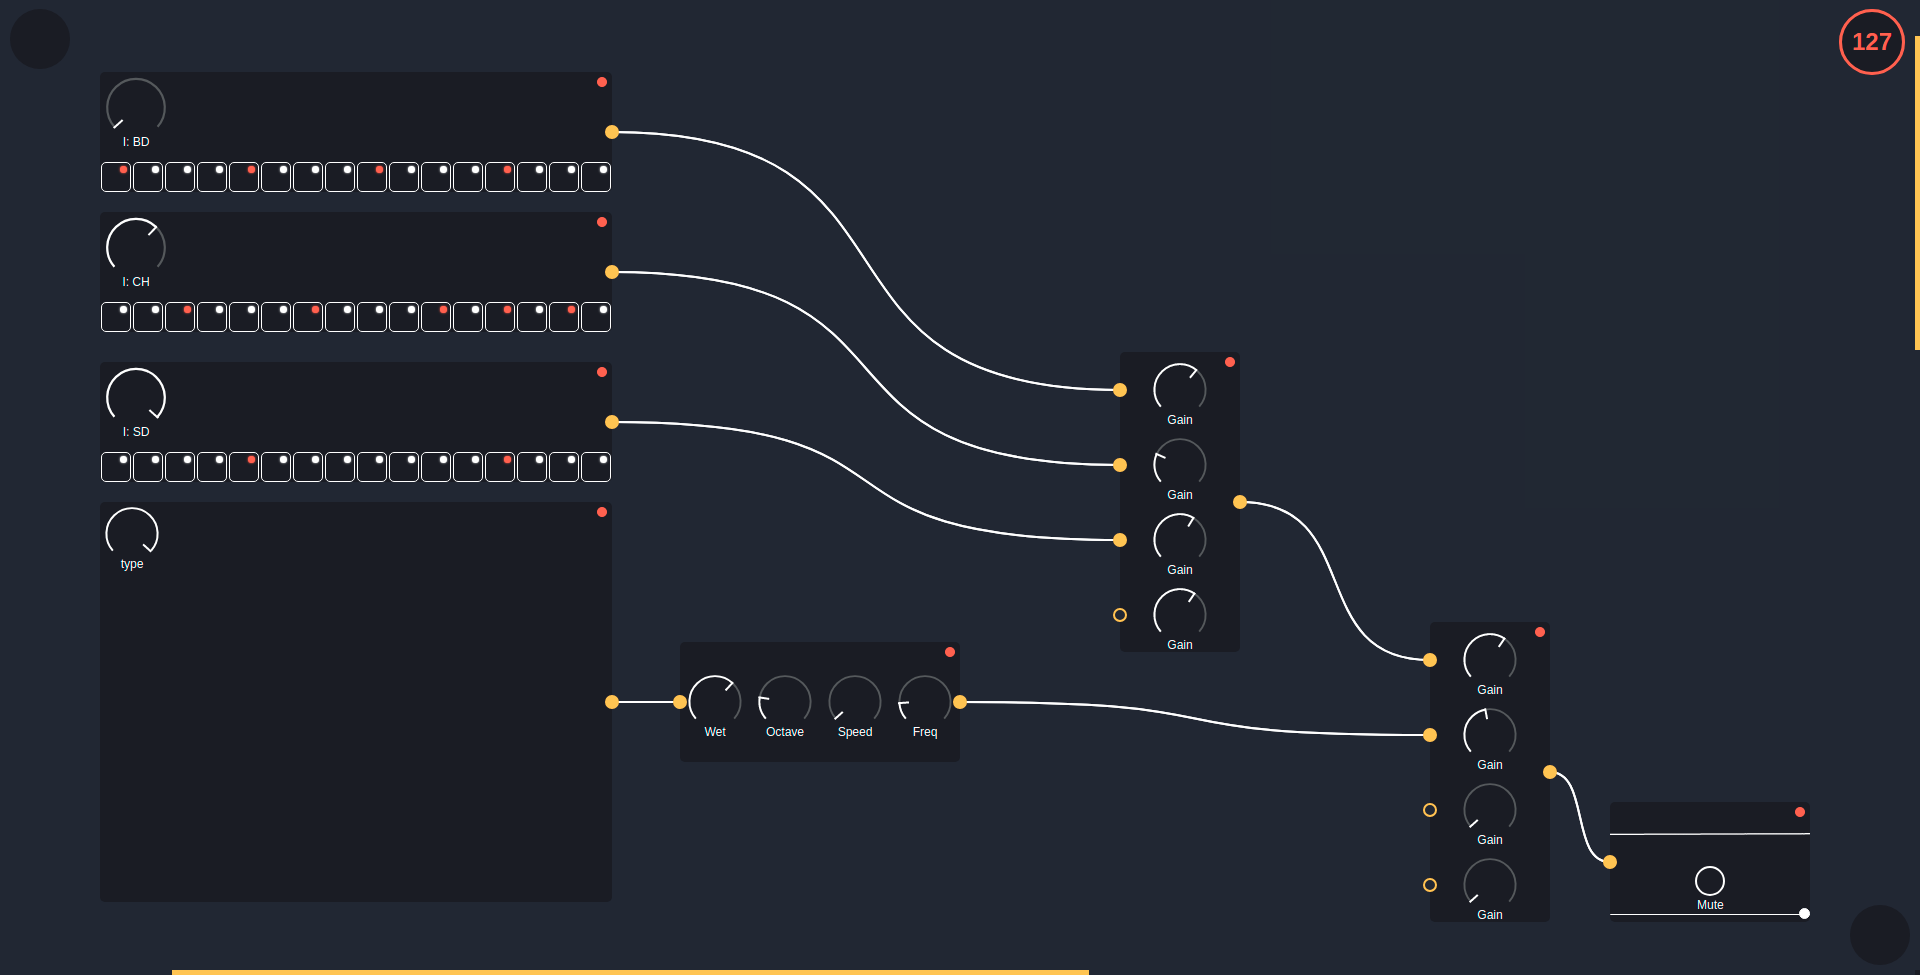 127
I: BD
I: CH
I: SD
type
Gain
Gain
Gain
Gain
Wet Octave Speed Freq
Gain
Gain
Gain
Gain
Mute